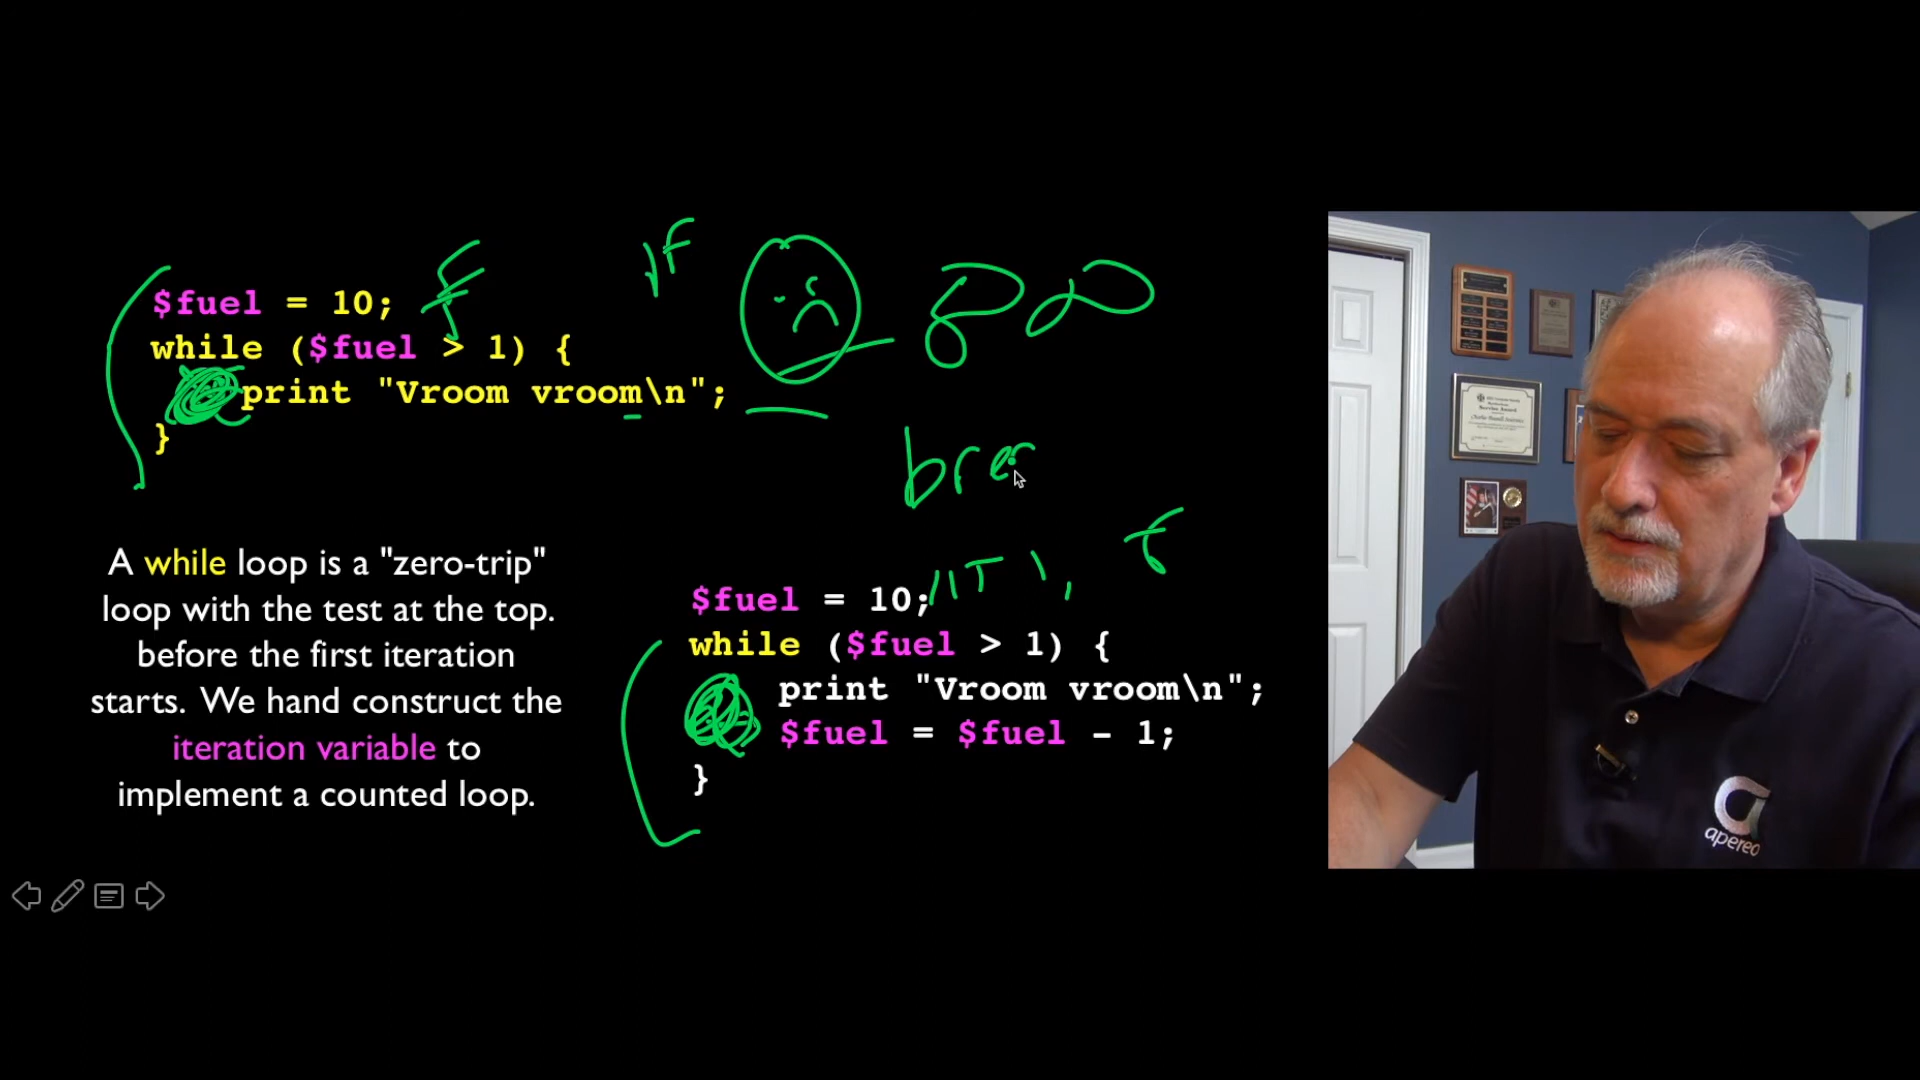 $fuel = 10;
while ($fuel > 1) {
print "Vroom vroom\n";
}
A while loop is a "zero-trip"
loop with the test at the top.
before the first iteration
starts. We hand construct the
iteration variable to
implement a counted loop.
$fuel = 10;
while ($fuel > 1) {
print "Vroom vroom\n";
$fuel = $fuel - 1;
}
apereo